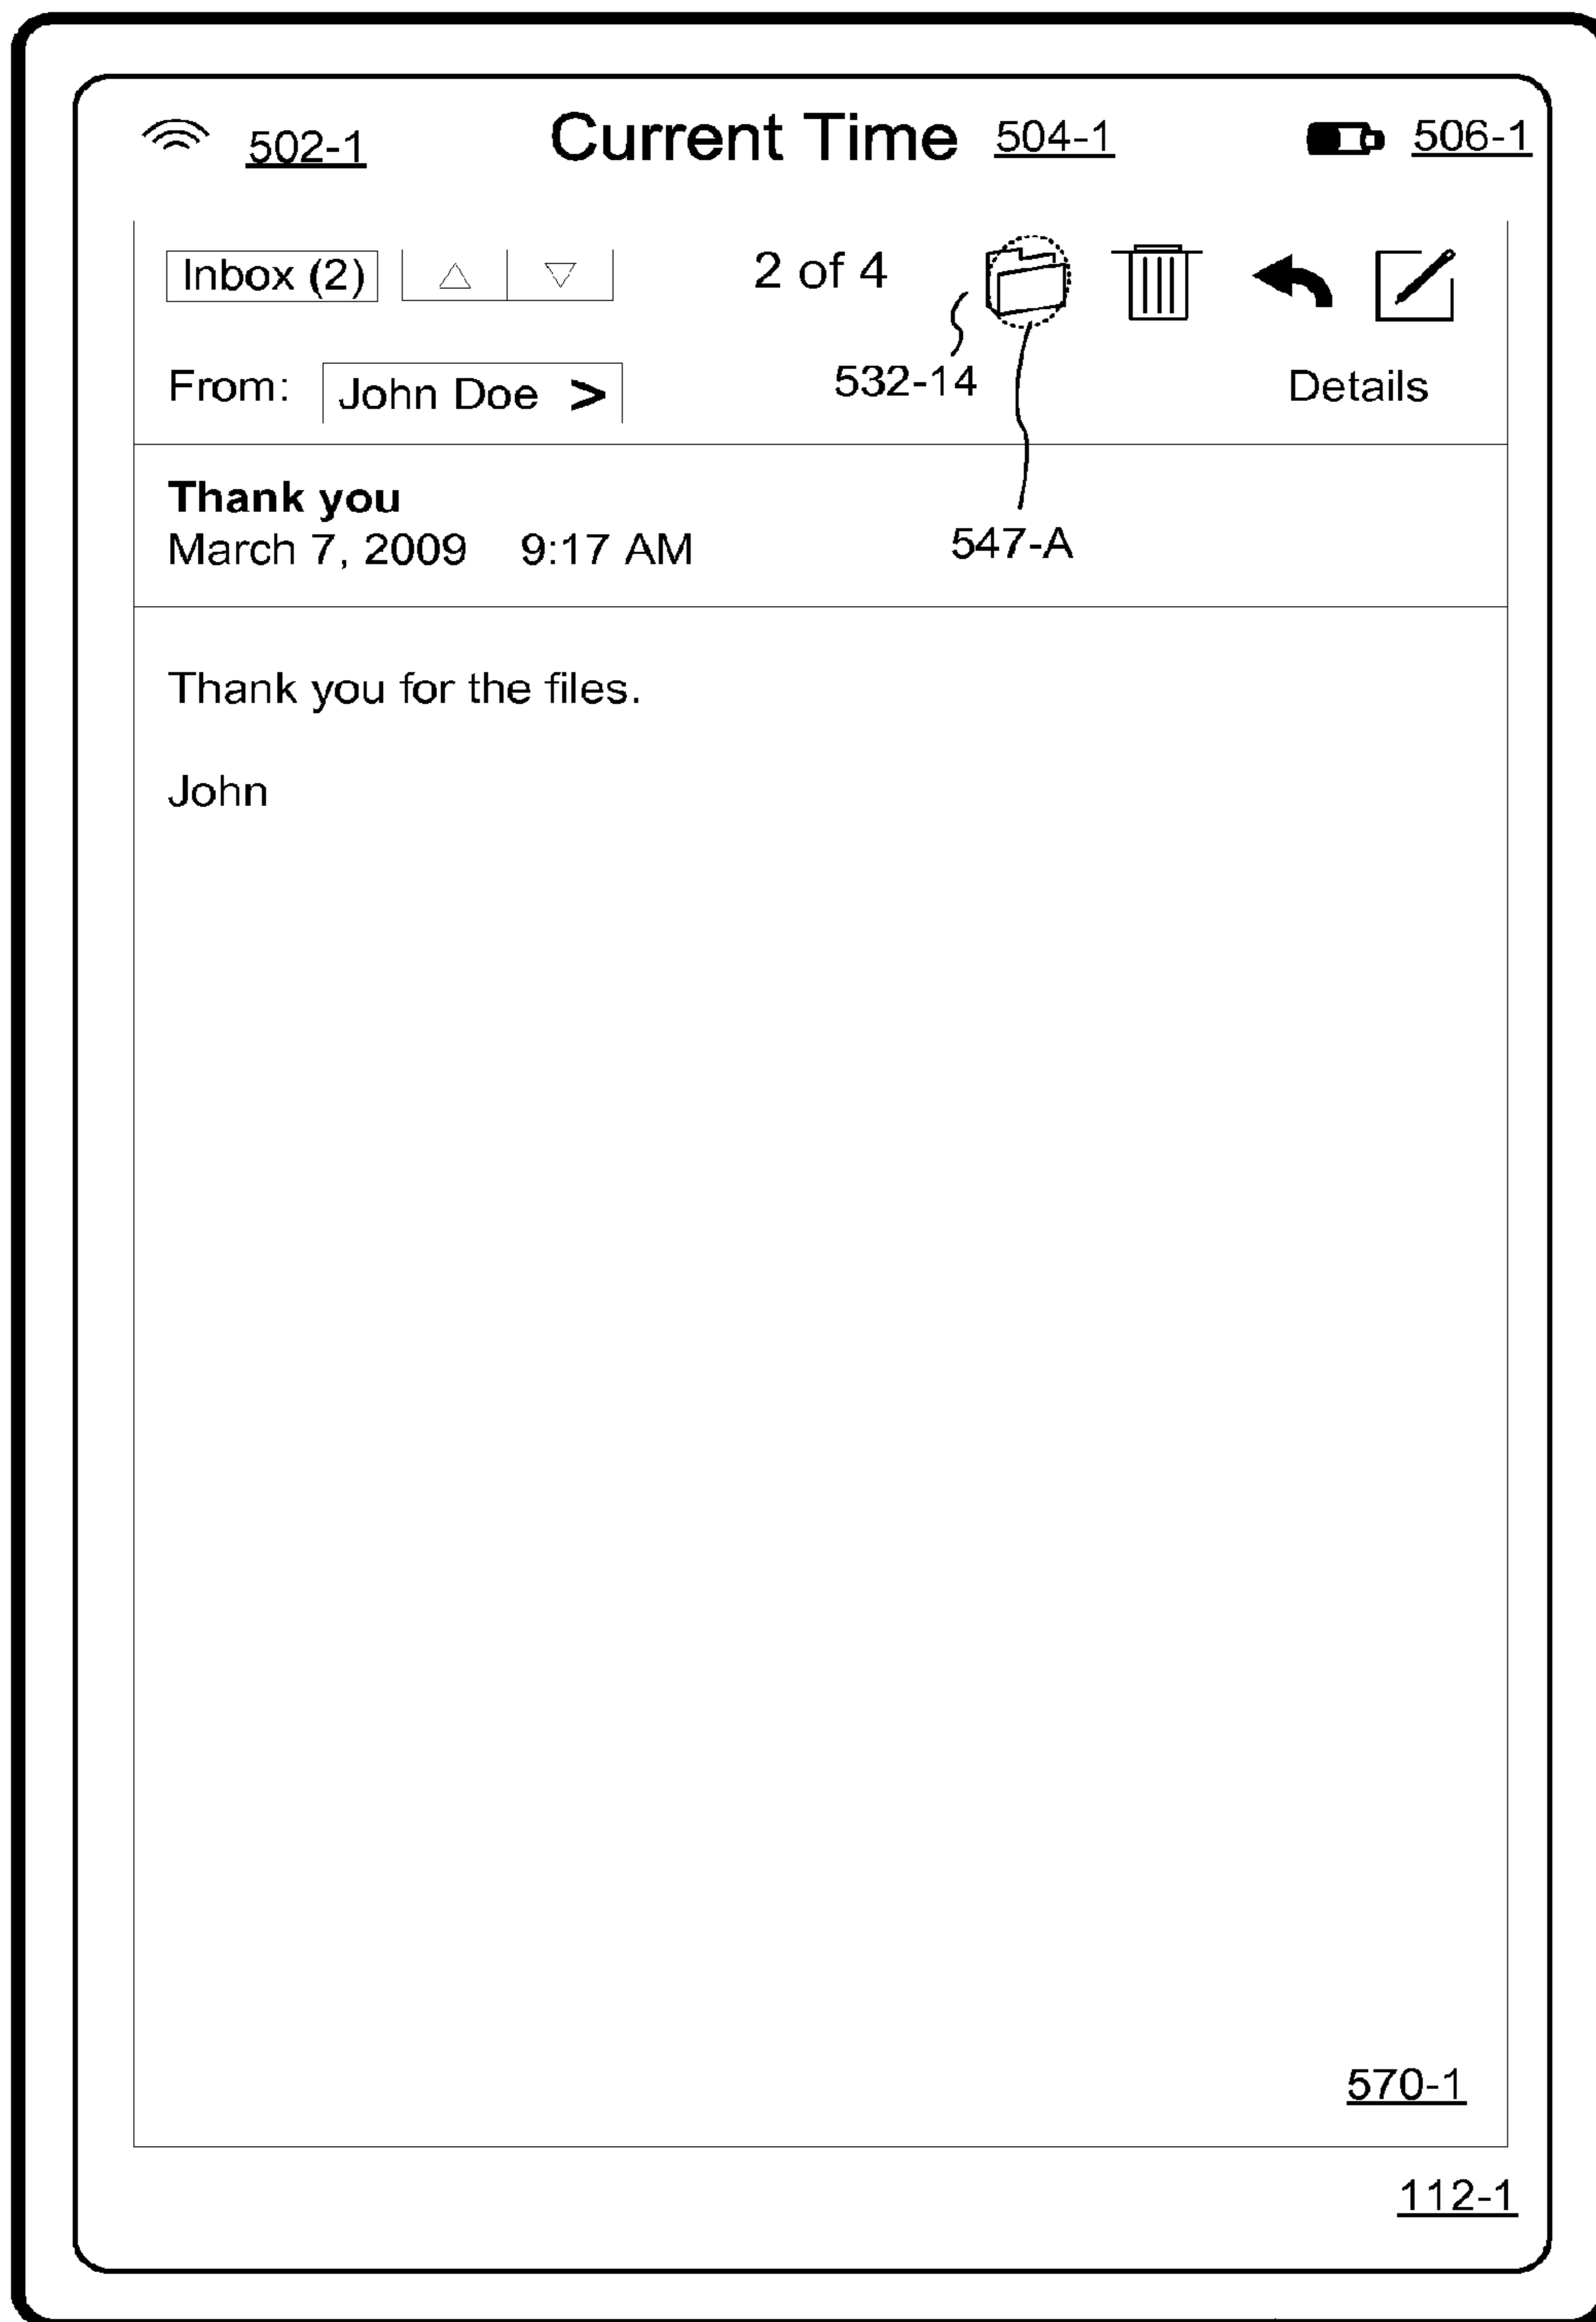 502-1 Current Time 504-1 506-1
Inbox (2) 2 of 4
532-14
From: John Doe > Details
Thank you
March 7, 2009 9:17 AM
547-A
Thank you for the files.
John
570-1
112-1